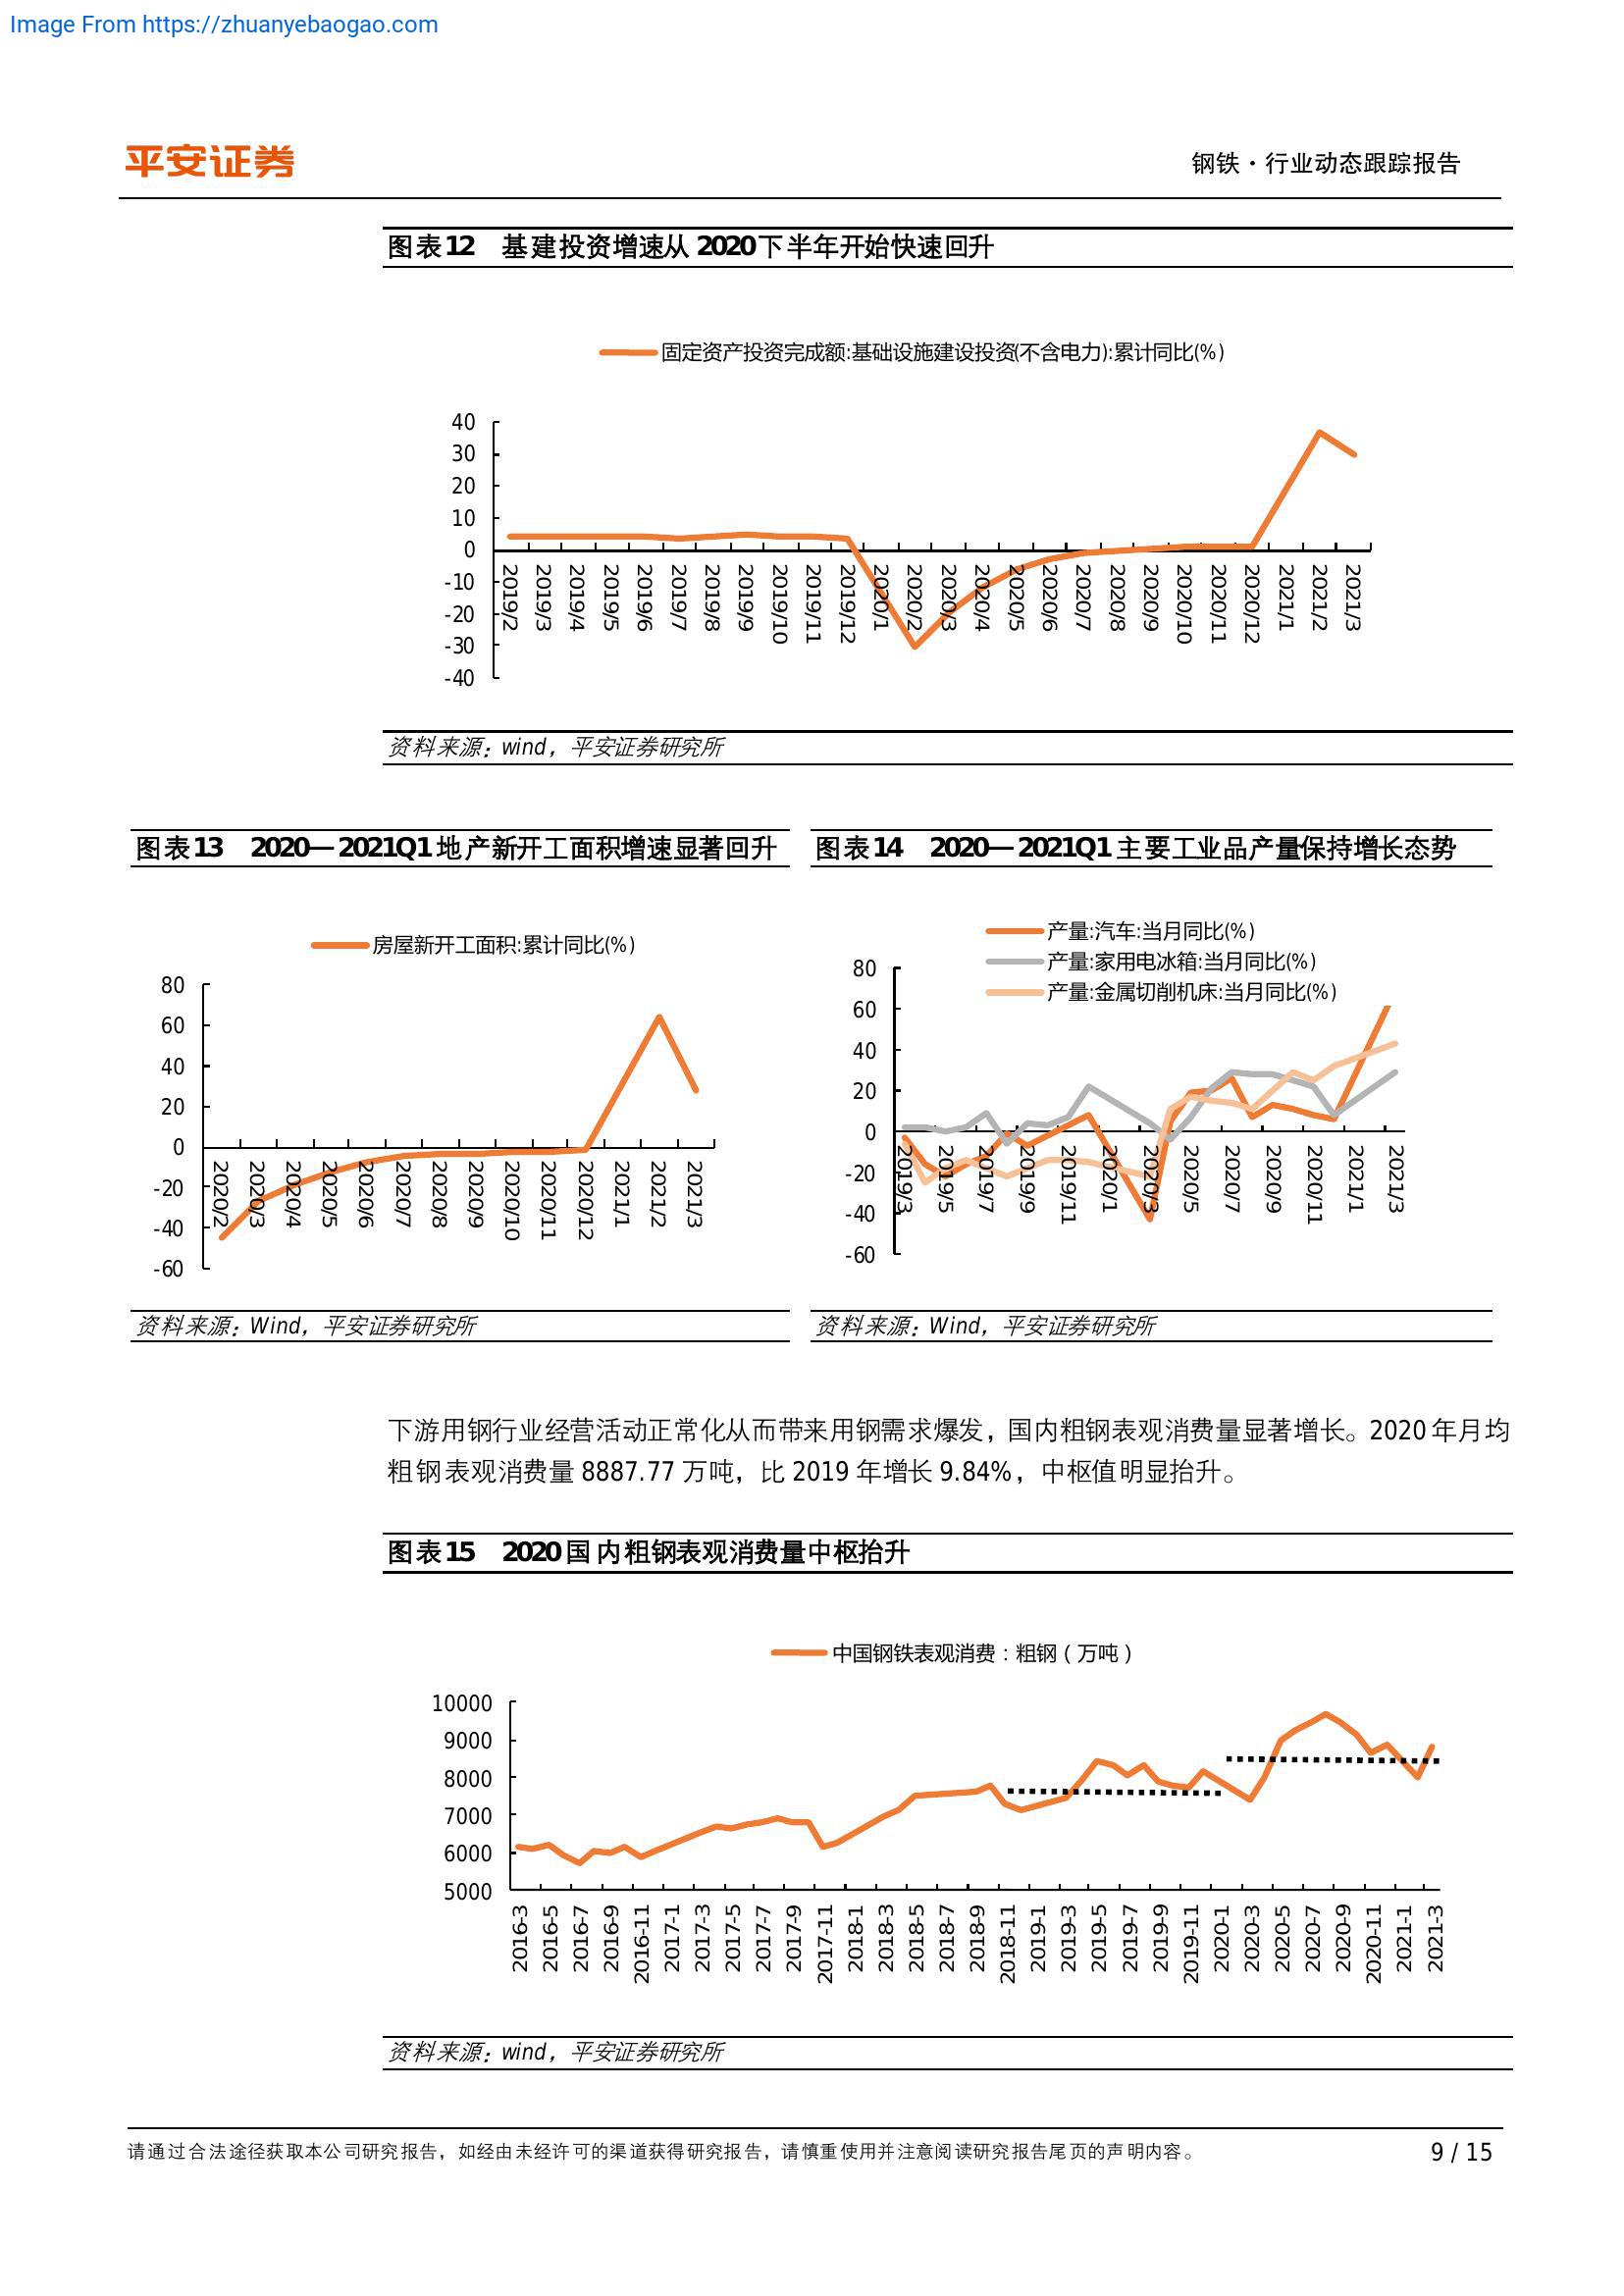 Image From https://zhuanyebaogao.com
平安证券
钢铁·行业动态跟踪报告
图表12 基建投资增速从 2020下半年开始快速回升
固定资产投资完成额:基础设施建设投资(不含电力):累计同比(%)
40
30
20
10
0
-10
-20
-30
-40
2019/2 2019/3 2019/4 2019/5 2019/6 2019/7 2019/8 2019/9 2019/10 2019/11 2019/12 2020/1 2020/2 2020/3 2020/4 2020/5 2020/6 2020/7 2020/8 2020/9 2020/10 2020/11 2020/12 2021/1 2021/2 2021/3
资料来源：wind，平安证券研究所
图表13 2020—2021Q1地产新开工面积增速显著回升
房屋新开工面积:累计同比(%)
80
60
40
20
0
-20
-40
-60
2020/2 2020/3 2020/4 2020/5 2020/6 2020/7 2020/8 2020/9 2020/10 2020/11 2020/12 2021/1 2021/2 2021/3
资料来源：Wind，平安证券研究所
图表14 2020—2021Q1主要工业品产量保持增长态势
产量:汽车:当月同比(%)
产量:家用电冰箱:当月同比(%)
产量:金属切削机床:当月同比(%)
80
60
40
20
0
-20
-40
-60
2019/3 2019/5 2019/7 2019/9 2019/11 2020/1 2020/3 2020/5 2020/7 2020/9 2020/11 2021/1 2021/3
资料来源：Wind，平安证券研究所
下游用钢行业经营活动正常化从而带来用钢需求爆发，国内粗钢表观消费量显著增长。2020 年月均
粗钢表观消费量 8887.77 万吨，比 2019 年增长 9.84%，中枢值明显抬升。
图表15 2020国内粗钢表观消费量中枢抬升
中国钢铁表观消费：粗钢（万吨）
10000
9000
8000
7000
6000
5000
2016-3 2016-5 2016-7 2016-9 2016-11 2017-1 2017-3 2017-5 2017-7 2017-9 2017-11 2018-1 2018-3 2018-5 2018-7 2018-9 2018-11 2019-1 2019-3 2019-5 2019-7 2019-9 2019-11 2020-1 2020-3 2020-5 2020-7 2020-9 2020-11 2021-1 2021-3
资料来源：wind，平安证券研究所
请通过合法途径获取本公司研究报告，如经由未经许可的渠道获得研究报告，请慎重使用并注意阅读研究报告尾页的声明内容。
9 / 15